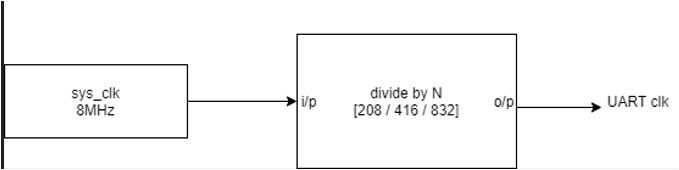 sys_clk
8MHz
i/p
divide by N
[208 / 416 / 832]
o/p
UART clk